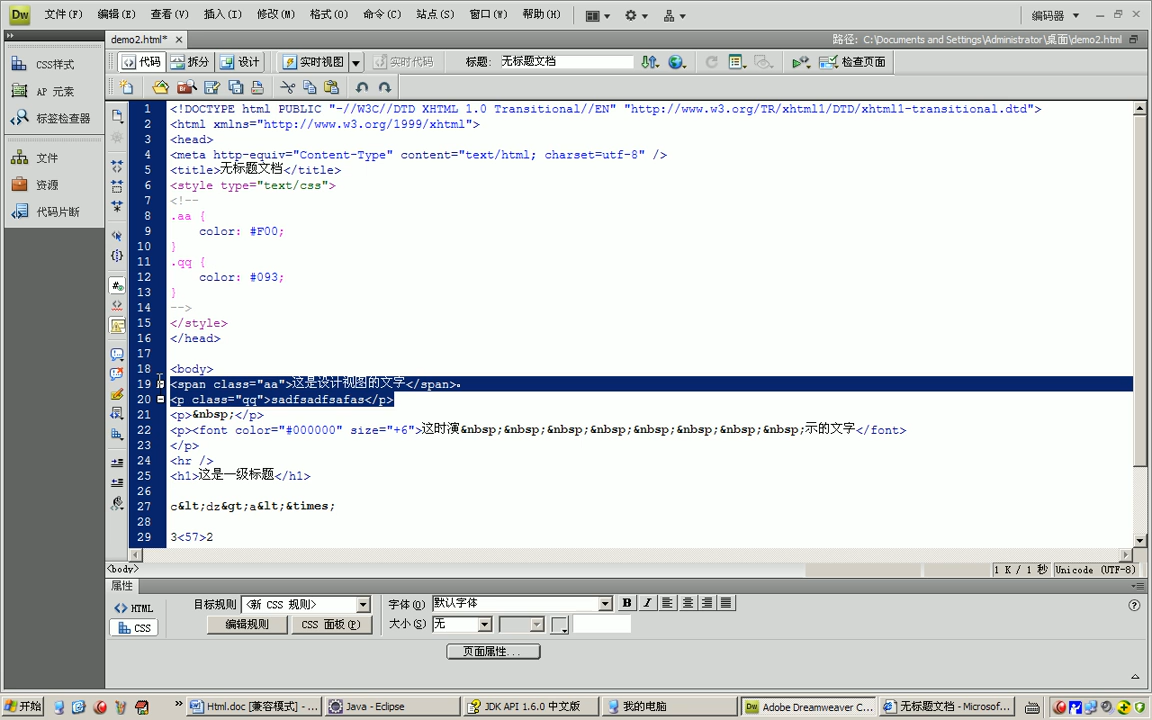 Dw 文件(F) 编辑(E) 查看(V) 插入(I) 修改(M) 格式(O) 命令(C) 站点(S) 窗口(W) 帮助(H) 编码器
demo2.html* 路径: C:\Documents and Settings\Administrator\桌面\demo2.html
代码 拆分 设计 实时视图 实时代码 标题: 无标题文档 检查页面
CSS样式
AP 元素
标签检查器
文件
资源
代码片断
1 <!DOCTYPE html PUBLIC "-//W3C//DTD XHTML 1.0 Transitional//EN" "http://www.w3.org/TR/xhtml1/DTD/xhtml1-transitional.dtd">
2 <html xmlns="http://www.w3.org/1999/xhtml">
3 <head>
4 <meta http-equiv="Content-Type" content="text/html; charset=utf-8" />
5 <title>无标题文档</title>
6 <style type="text/css">
7 <!--
8 .aa {
9 color: #F00;
10 }
11 .qq {
12 color: #093;
13 }
14 -->
15 </style>
16 </head>
17
18 <body>
19 <span class="aa">这是设计视图的文字</span>。
20 <p class="qq">sadfsadfsafas</p>
21 <p>&nbsp;</p>
22 <p><font color="#000000" size="+6">这时演&nbsp;&nbsp;&nbsp;&nbsp;&nbsp;&nbsp;&nbsp;&nbsp;示的文字</font>
23 </p>
24 <hr />
25 <h1>这是一级标题</h1>
26
27 c&lt;dz&gt;a&lt;&times;
28
29 3<57>2
<body> 1 K / 1 秒 Unicode (UTF-8)
属性
<> HTML 目标规则 <新 CSS 规则> 字体(O) 默认字体 B I
CSS 编辑规则 CSS 面板(P) 大小(S) 无
页面属性...
开始 Html.doc [兼容模式] - ... Java - Eclipse JDK API 1.6.0 中文版 我的电脑 Adobe Dreamweaver C... 无标题文档 - Microsof...